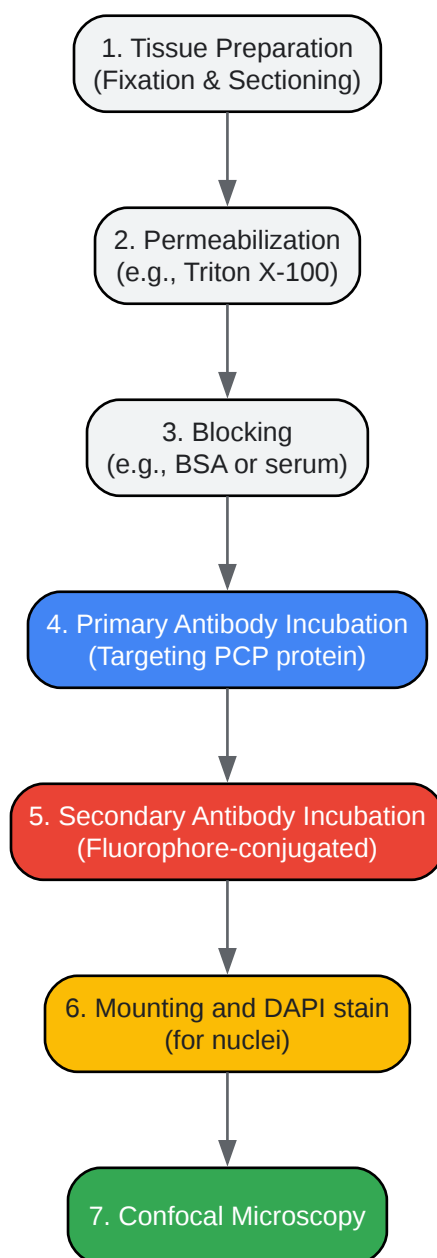 1. Tissue Preparation
(Fixation & Sectioning)
2. Permeabilization
(e.g., Triton X-100)
3. Blocking
(e.g., BSA or serum)
4. Primary Antibody Incubation
(Targeting PCP protein)
5. Secondary Antibody Incubation
(Fluorophore-conjugated)
6. Mounting and DAPI stain
(for nuclei)
7. Confocal Microscopy